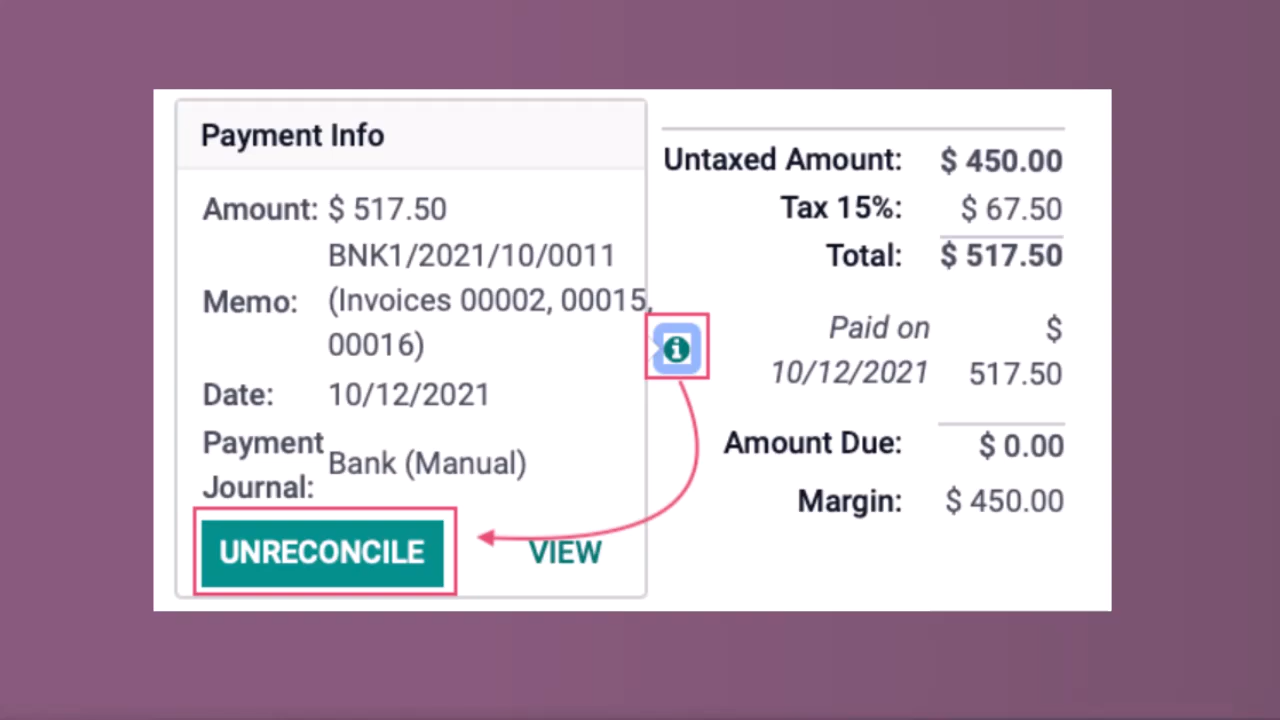 Payment Info
Amount: $ 517.50
BNK1/2021/10/0011
Memo: (Invoices 00002, 00015,
00016)
Date: 10/12/2021
Payment
Journal: Bank (Manual)
UNRECONCILE VIEW
Untaxed Amount: $ 450.00
Tax 15%: $ 67.50
Total: $ 517.50
Paid on $
10/12/2021 517.50
Amount Due: $ 0.00
Margin: $ 450.00